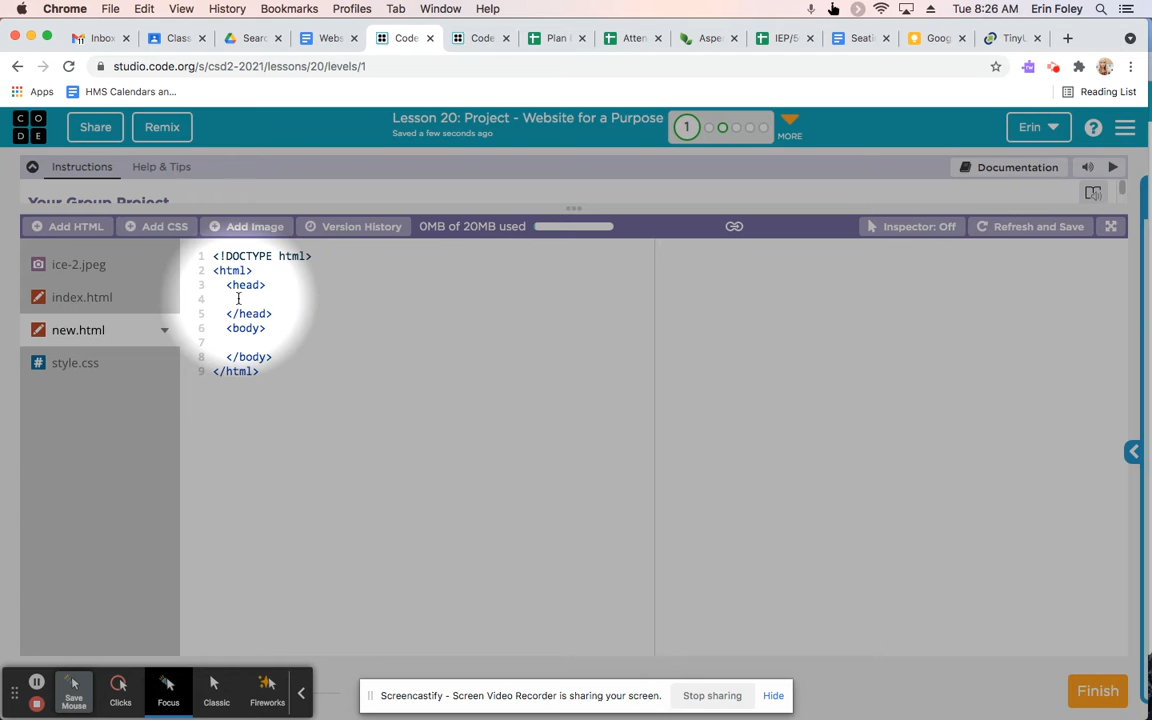 Chrome File Edit View History Bookmarks Profiles Tab Window Help Tue 8:26 AM Erin Foley
Inbox Class Searc Webs Code Code Plan Atten Aspe IEP/5 Seati Goog TinyU
studio.code.org/s/csd2-2021/lessons/20/levels/1
Apps HMS Calendars an... Reading List
C O D E Share Remix Lesson 20: Project - Website for a Purpose 1 MORE Erin ?
Saved a few seconds ago
Instructions Help & Tips Documentation
Your Group Project
Add HTML Add CSS Add Image Version History 0MB of 20MB used Inspector: Off Refresh and Save
ice-2.jpeg
index.html
new.html
# style.css
1 <!DOCTYPE html>
2 <html>
3 <head>
4
5 </head>
6 <body>
7
8 </body>
9 </html>
Save Mouse Clicks Focus Classic Fireworks
Screencastify - Screen Video Recorder is sharing your screen. Stop sharing Hide
Finish